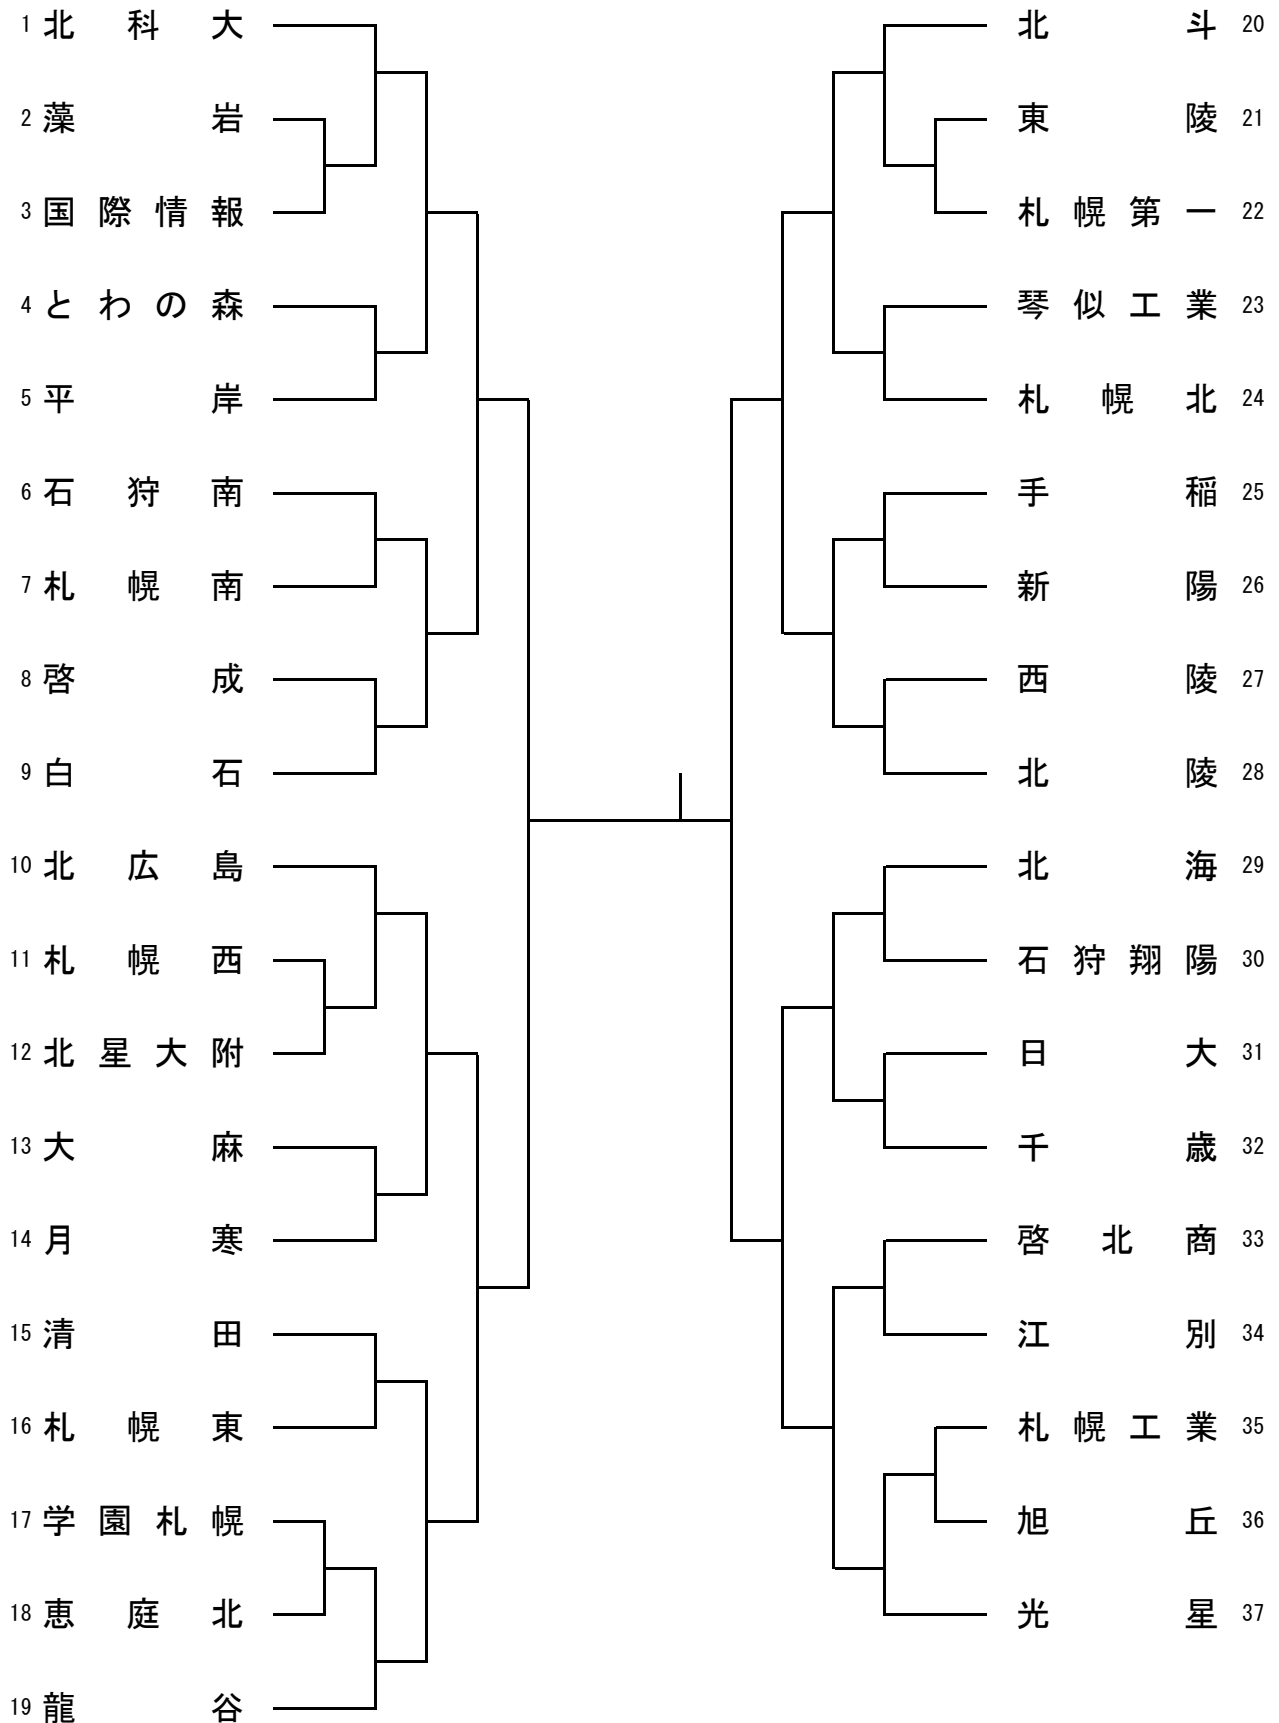 1 北科大
2 藻岩
3 国際情報
4 とわの森
5 平岸
6 石狩南
7 札幌南
8 啓成
9 白石
10 北広島
11 札幌西
12 北星大附
13 大麻
14 月寒
15 清田
16 札幌東
17 学園札幌
18 恵庭北
19 龍谷
北斗 20
東陵 21
札幌第一 22
琴似工業 23
札幌北 24
手稲 25
新陽 26
西陵 27
北陵 28
北海 29
石狩翔陽 30
日大 31
千歳 32
啓北商 33
江別 34
札幌工業 35
旭丘 36
光星 37